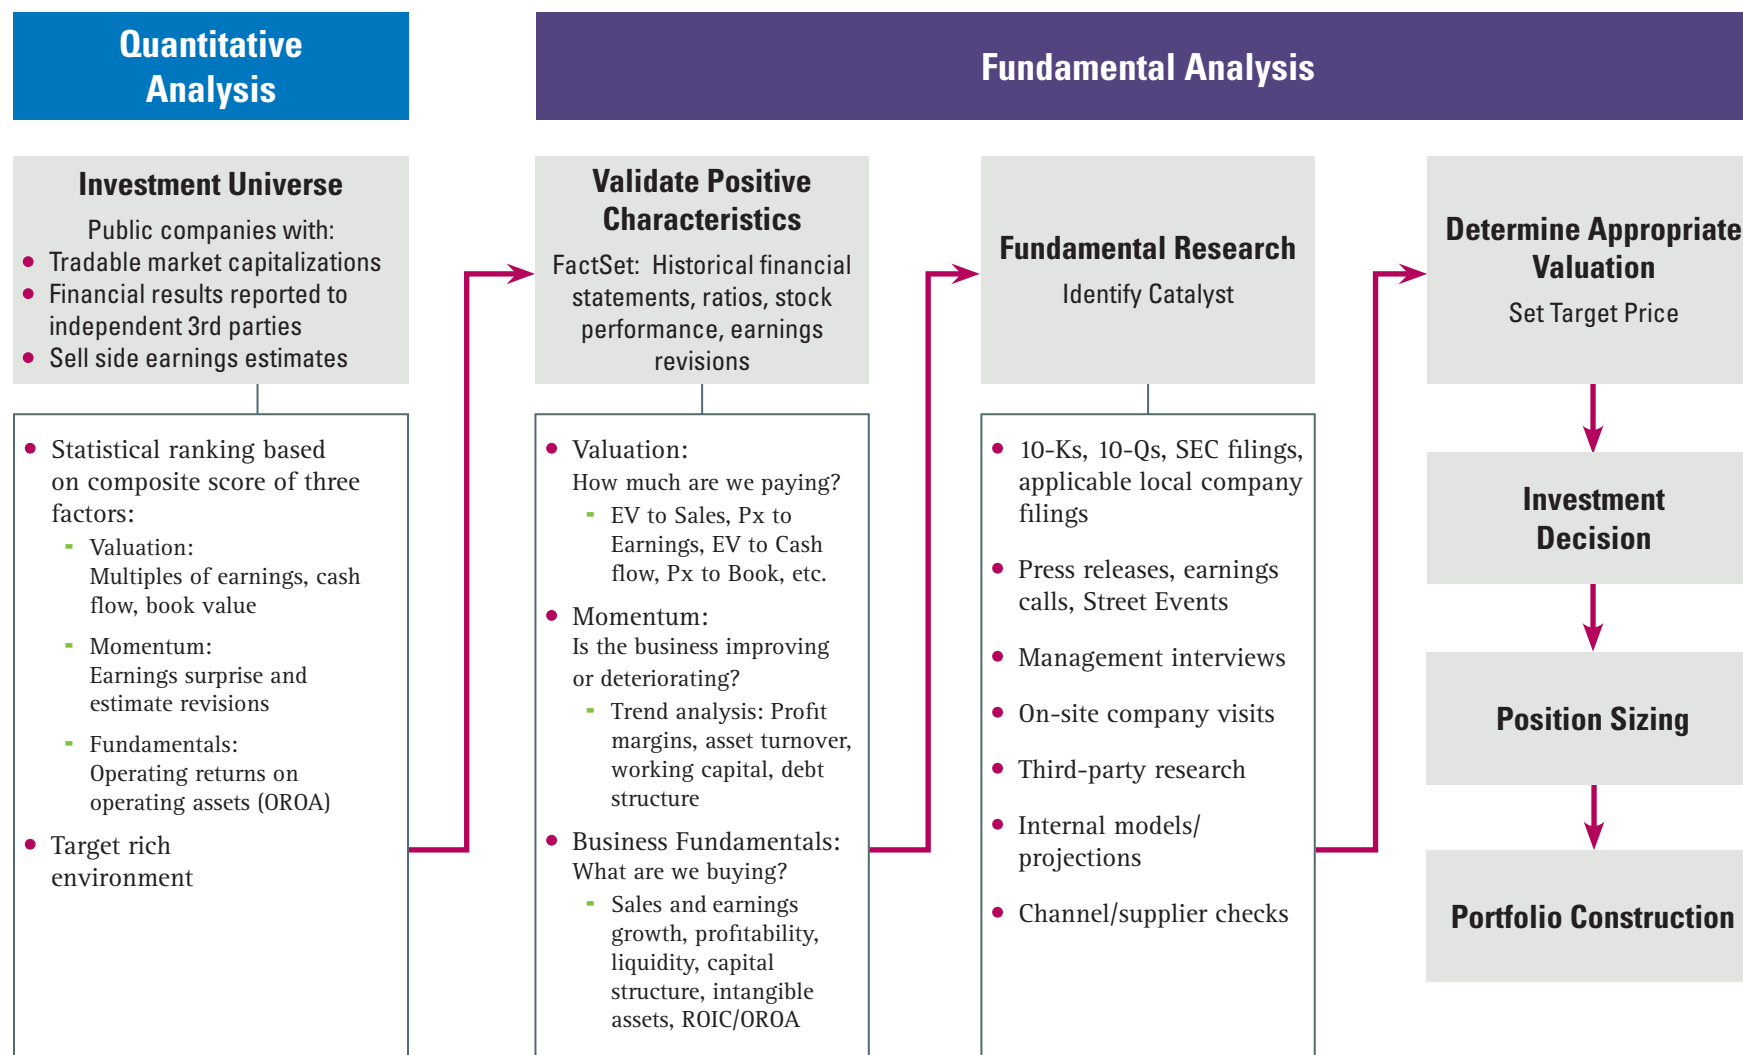 Quantitative
Analysis
Fundamental Analysis
Investment Universe
Public companies with:
• Tradable market capitalizations
• Financial results reported to
independent 3rd parties
• Sell side earnings estimates
• Statistical ranking based
on composite score of three
factors:
- Valuation:
Multiples of earnings, cash
flow, book value
- Momentum:
Earnings surprise and
estimate revisions
- Fundamentals:
Operating returns on
operating assets (OROA)
• Target rich
environment
Validate Positive
Characteristics
FactSet: Historical financial
statements, ratios, stock
performance, earnings
revisions
• Valuation:
How much are we paying?
- EV to Sales, Px to
Earnings, EV to Cash
flow, Px to Book, etc.
• Momentum:
Is the business improving
or deteriorating?
- Trend analysis: Profit
margins, asset turnover,
working capital, debt
structure
• Business Fundamentals:
What are we buying?
- Sales and earnings
growth, profitability,
liquidity, capital
structure, intangible
assets, ROIC/OROA
Fundamental Research
Identify Catalyst
• 10-Ks, 10-Qs, SEC filings,
applicable local company
filings
• Press releases, earnings
calls, Street Events
• Management interviews
• On-site company visits
• Third-party research
• Internal models/
projections
• Channel/supplier checks
Determine Appropriate
Valuation
Set Target Price
Investment
Decision
Position Sizing
Portfolio Construction